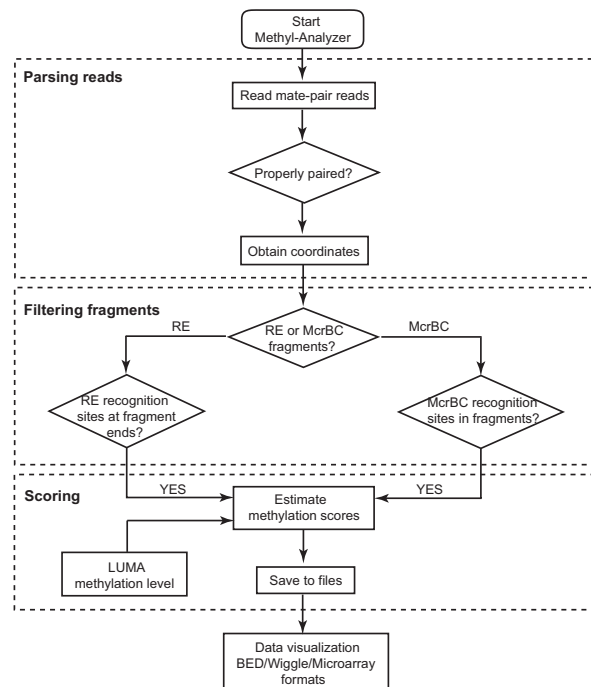 Start
Methyl-Analyzer
Parsing reads
Read mate-pair reads
Properly paired?
Obtain coordinates
Filtering fragments
RE
RE or McrBC
fragments?
McrBC
RE recognition
sites at fragment
ends?
McrBC recognition
sites in fragments?
Scoring
YES
YES
Estimate
methylation scores
LUMA
methylation level
Save to files
Data visualization
BED/Wiggle/Microarray
formats